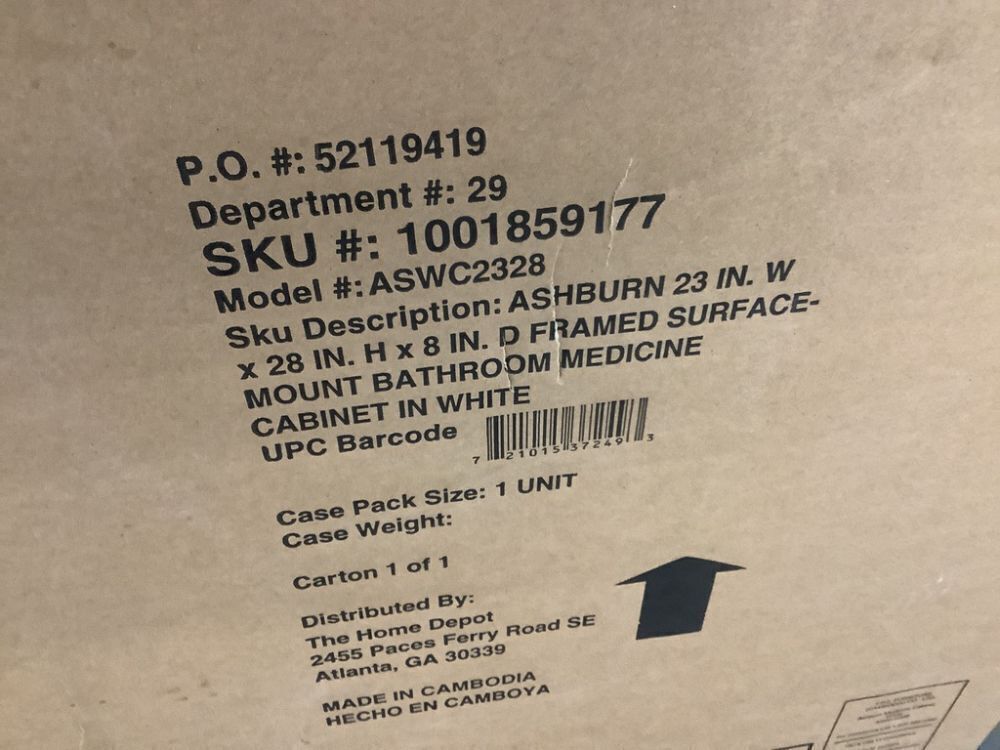 P.O. #: 52119419
Department #: 29
SKU #: 1001859177
Model #: ASWC2328
Sku Description: ASHBURN 23 IN. W
x 28 IN. H x 8 IN. D FRAMED SURFACE-
MOUNT BATHROOM MEDICINE
CABINET IN WHITE
UPC Barcode
7 21015 37249 3
Case Pack Size: 1 UNIT
Case Weight:
Carton 1 of 1
Distributed By:
The Home Depot
2455 Paces Ferry Road SE
Atlanta, GA 30339
MADE IN CAMBODIA
HECHO EN CAMBOYA